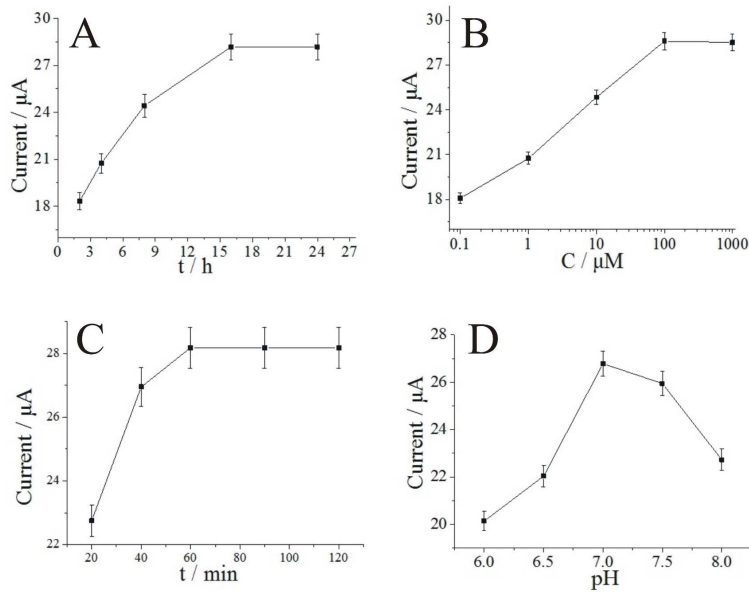 A
Current / μA
30
27
24
21
18
0 3 6 9 12 15 18 21 24 27
t / h
B
Current / μA
30
27
24
21
18
0.1 1 10 100 1000
C / μM
C
Current / μA
28
26
23
22
20 40 60 80 100 120
t / min
D
Current / μA
28
26
24
22
20
6.0 6.5 7.0 7.5 8.0
pH